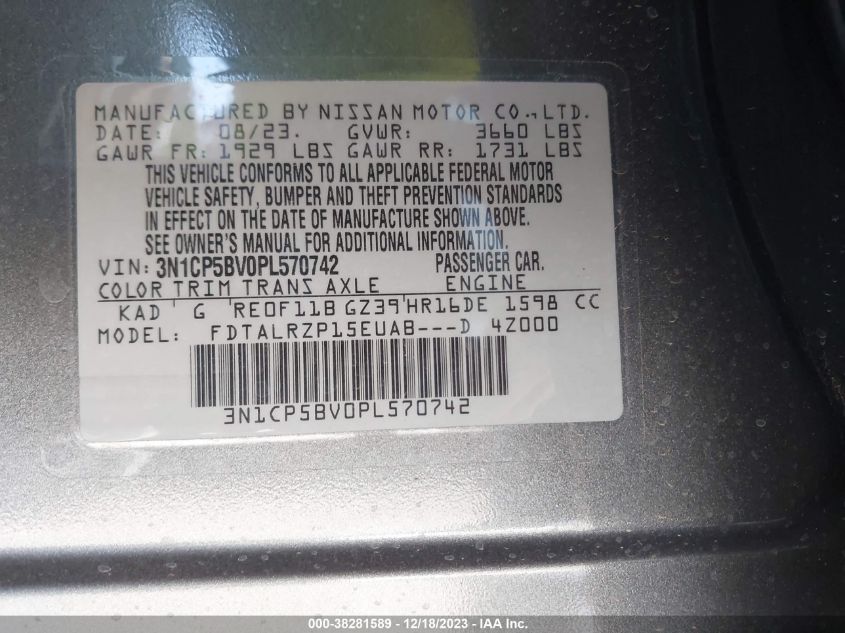 MANUFACTURED BY NISSAN MOTOR CO.,LTD.
DATE: 08/23. GVWR: 3660 LBS
GAWR FR: 1929 LBS GAWR RR: 1731 LBS
THIS VEHICLE CONFORMS TO ALL APPLICABLE FEDERAL MOTOR
VEHICLE SAFETY, BUMPER AND THEFT PREVENTION STANDARDS
IN EFFECT ON THE DATE OF MANUFACTURE SHOWN ABOVE.
SEE OWNER'S MANUAL FOR ADDITIONAL INFORMATION.
VIN: 3N1CP5BV0PL570742 PASSENGER CAR.
COLOR TRIM TRANS AXLE ENGINE
KAD G RE0F11B GZ39 HR16DE 1598 CC
MODEL: FDTALRZP15EUAB---D 4Z000
3N1CP5BV0PL570742
000-38281589 - 12/18/2023 - IAA Inc.